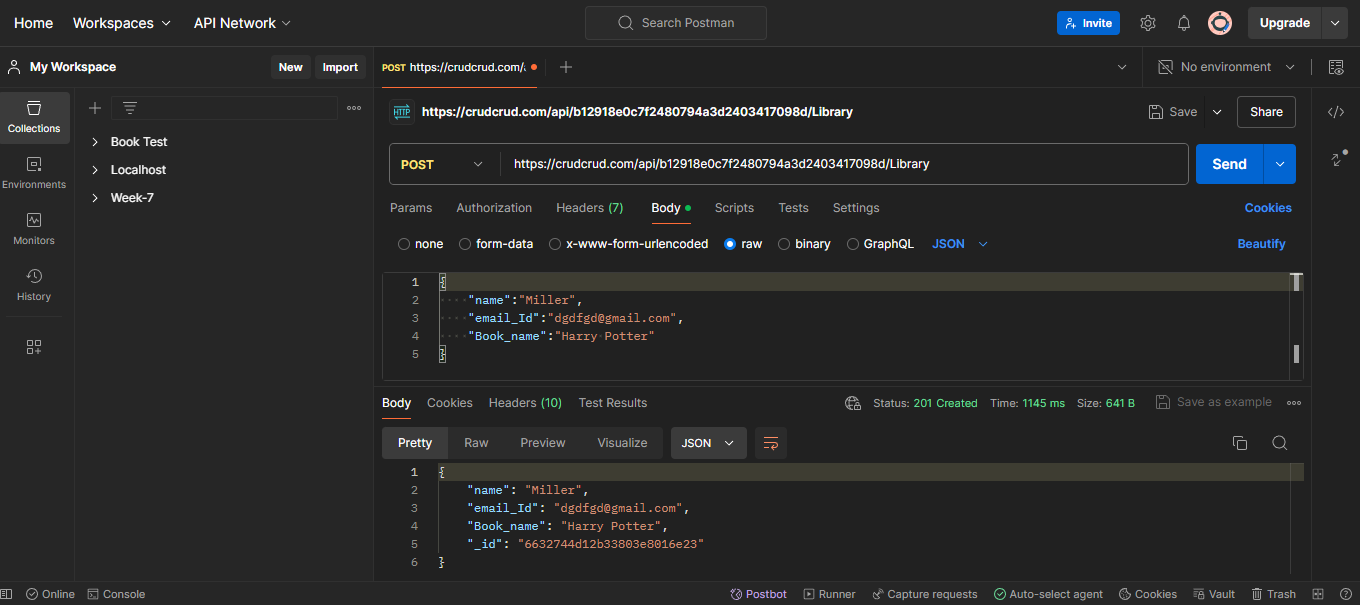 Home Workspaces API Network Search Postman Invite Upgrade
My Workspace New Import POST https://crudcrud.com/a No environment
HTTP https://crudcrud.com/api/b12918e0c7f2480794a3d2403417098d/Library Save Share
Collections
Book Test
Localhost
Week-7
Environments
Monitors
History
POST https://crudcrud.com/api/b12918e0c7f2480794a3d2403417098d/Library Send
Params Authorization Headers (7) Body Scripts Tests Settings Cookies
none form-data x-www-form-urlencoded raw binary GraphQL JSON Beautify
1 {
2 "name":"Miller",
3 "email_Id":"dgdfgd@gmail.com",
4 "Book_name":"Harry Potter"
5 }
Body Cookies Headers (10) Test Results Status: 201 Created Time: 1145 ms Size: 641 B Save as example
Pretty Raw Preview Visualize JSON
1 {
2 "name": "Miller",
3 "email_Id": "dgdfgd@gmail.com",
4 "Book_name": "Harry Potter",
5 "_id": "6632744d12b33803e8016e23"
6 }
Online Console Postbot Runner Capture requests Auto-select agent Cookies Vault Trash